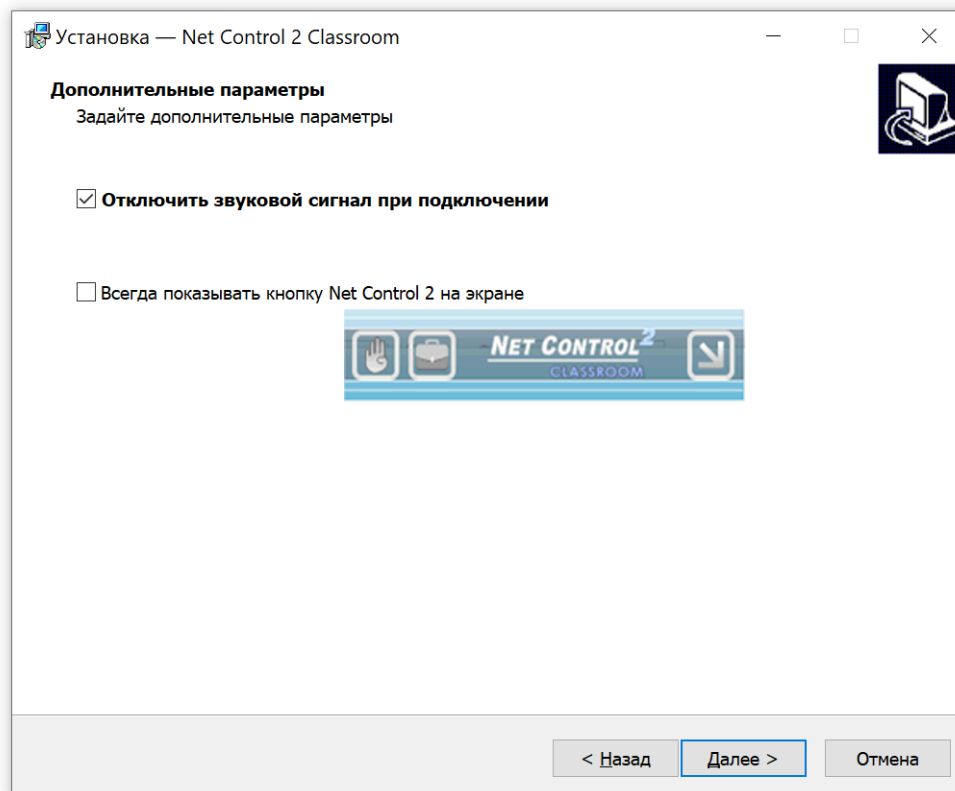 Установка — Net Control 2 Classroom
Дополнительные параметры
Задайте дополнительные параметры
Отключить звуковой сигнал при подключении
Всегда показывать кнопку Net Control 2 на экране
NET CONTROL 2
CLASSROOM
< Назад
Далее >
Отмена